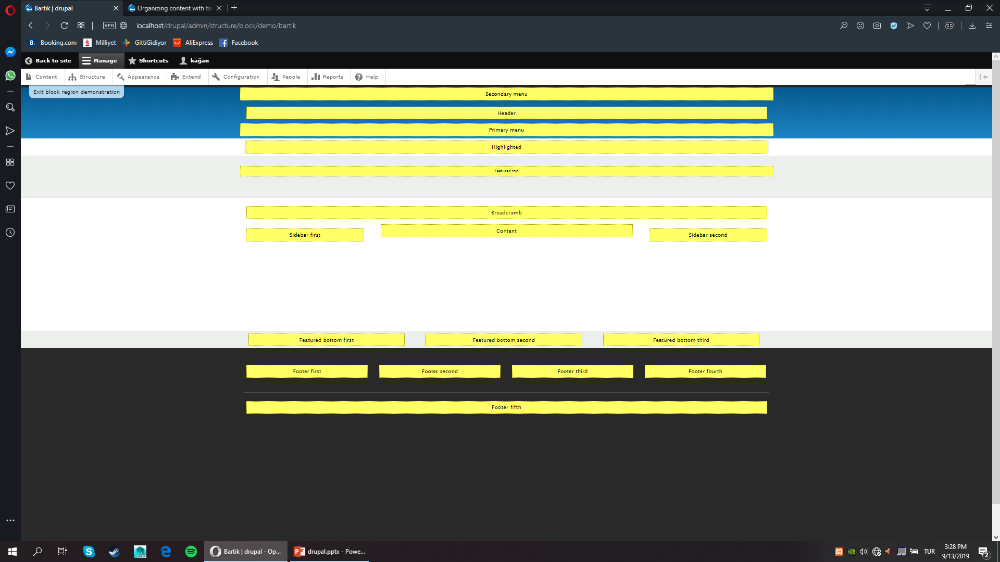 Bartik | drupal
Organizing content with ta
VPN
localhost/drupal/admin/structure/block/demo/bartik
B. Booking.com Milliyet GittiGidiyor AliExpress Facebook
Back to site Manage Shortcuts kağan
Content Structure Appearance Extend Configuration People Reports Help
Exit block region demonstration
Secondary menu
Header
Primary menu
Highlighted
Featured top
Breadcrumb
Content
Sidebar first Sidebar second
Featured bottom first Featured bottom second Featured bottom third
Footer first Footer second Footer third Footer fourth
Footer fifth
Bartik | drupal - Op...
drupal.pptx - Powe...
TUR
3:28 PM
9/13/2019
2